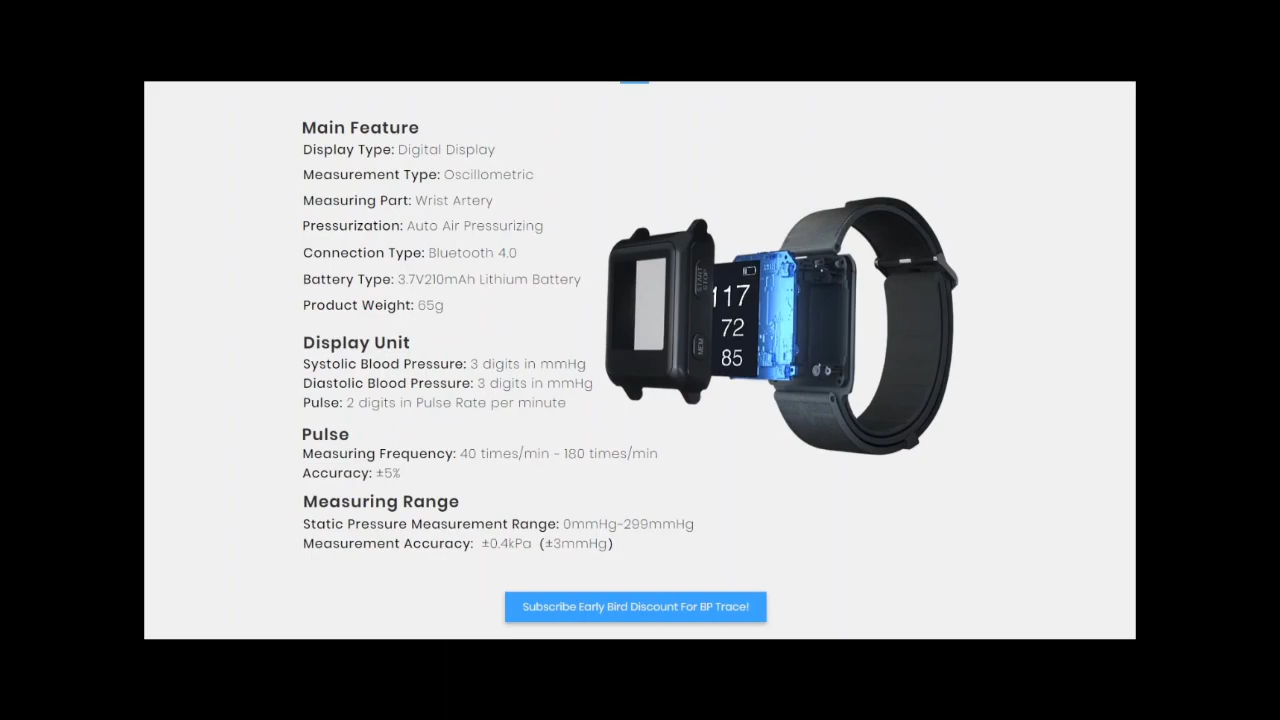 Main Feature
Display Type: Digital Display
Measurement Type: Oscillometric
Measuring Part: Wrist Artery
Pressurization: Auto Air Pressurizing
Connection Type: Bluetooth 4.0
Battery Type: 3.7V210mAh Lithium Battery
Product Weight: 65g
Display Unit
Systolic Blood Pressure: 3 digits in mmHg
Diastolic Blood Pressure: 3 digits in mmHg
Pulse: 2 digits in Pulse Rate per minute
Pulse
Measuring Frequency: 40 times/min - 180 times/min
Accuracy: ±5%
Measuring Range
Static Pressure Measurement Range: 0mmHg-299mmHg
Measurement Accuracy: ±0.4kPa (±3mmHg)
START
STOP
MEM
117
72
85
Subscribe Early Bird Discount For BP Trace!